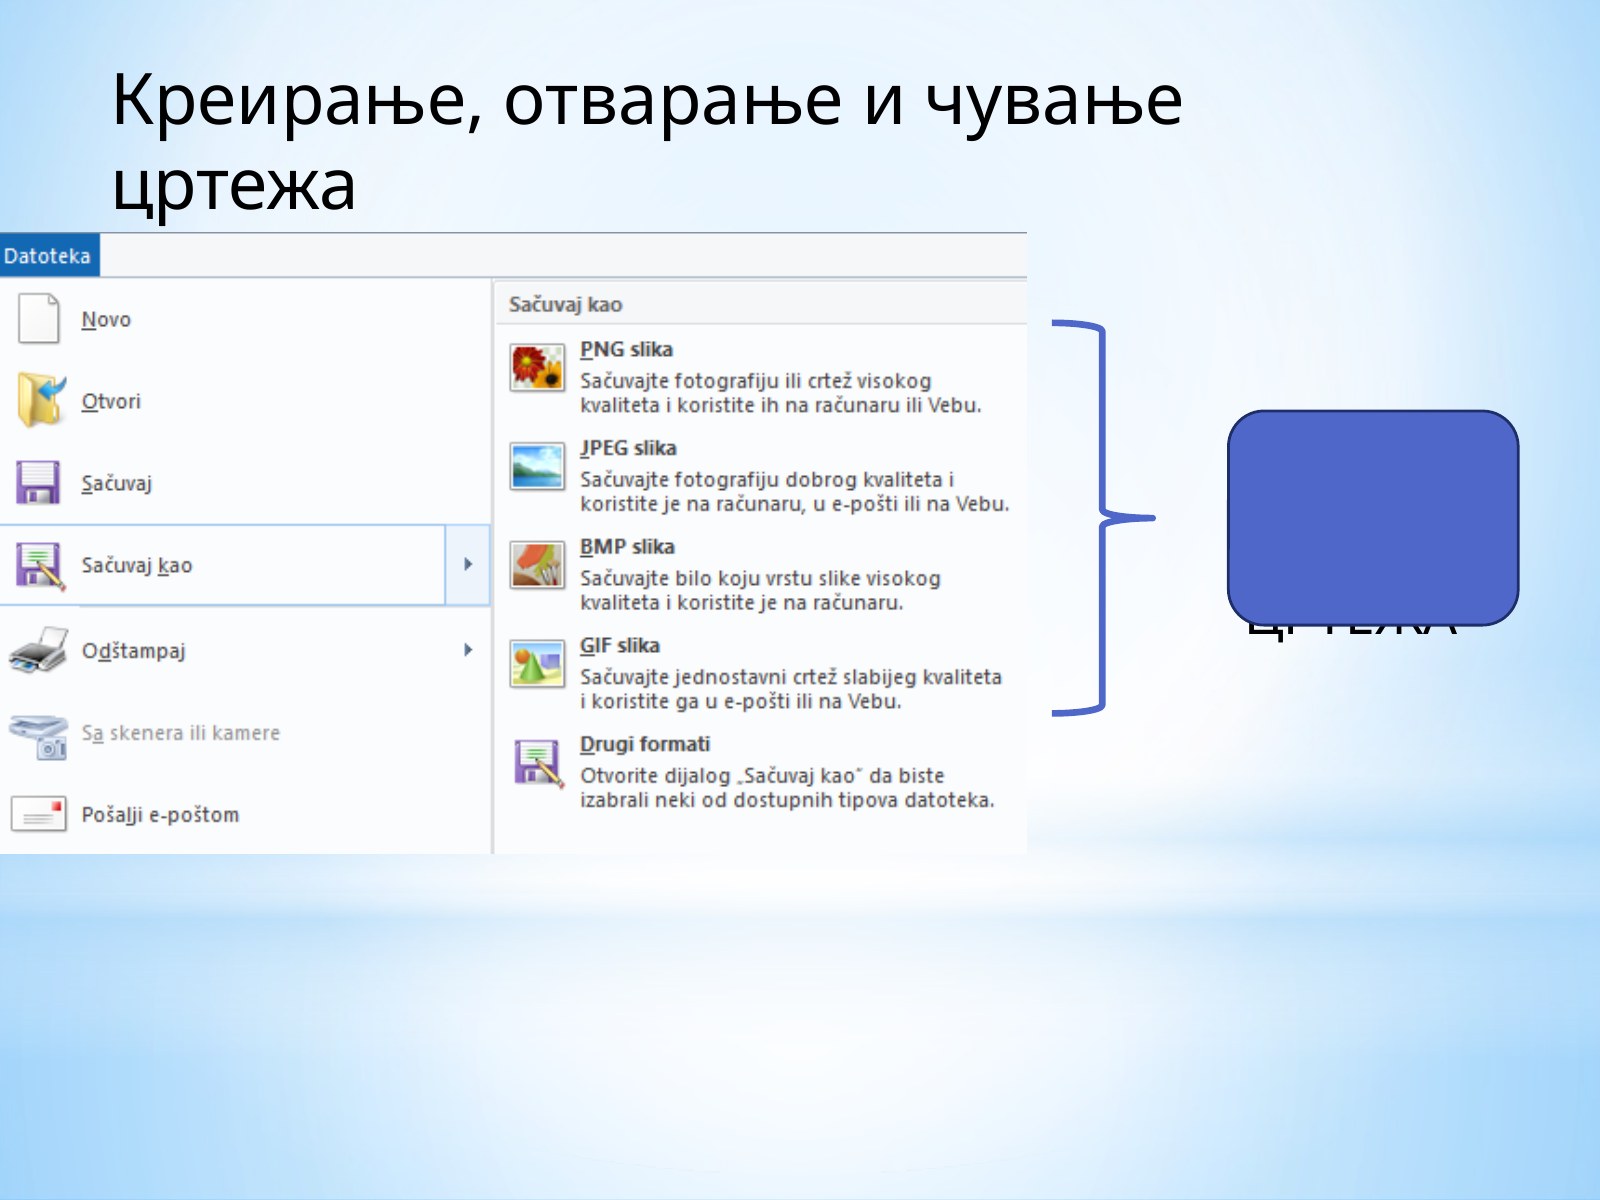 Креирање, отварање и чување
цртежа
Datoteka
Novo
Otvori
Sačuvaj
Sačuvaj kao
Odštampaj
Sa skenera ili kamere
Pošalji e-poštom
Sačuvaj kao
PNG slika
Sačuvajte fotografiju ili crtež visokog
kvaliteta i koristite ih na računaru ili Vebu.
JPEG slika
Sačuvajte fotografiju dobrog kvaliteta i
koristite je na računaru, u e-pošti ili na Vebu.
BMP slika
Sačuvajte bilo koju vrstu slike visokog
kvaliteta i koristite je na računaru.
GIF slika
Sačuvajte jednostavni crtež slabijeg kvaliteta
i koristite ga u e-pošti ili na Vebu.
Drugi formati
Otvorite dijalog „Sačuvaj kao“ da biste
izabrali neki od dostupnih tipova datoteka.